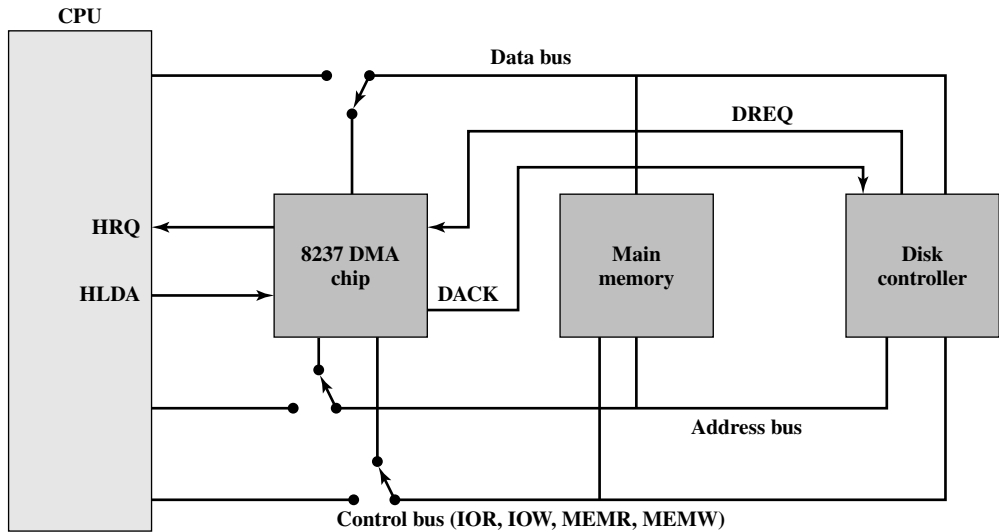 CPU
Data bus
DREQ
HRQ
8237 DMA
chip
Main
memory
Disk
controller
HLDA
DACK
Address bus
Control bus (IOR, IOW, MEMR, MEMW)